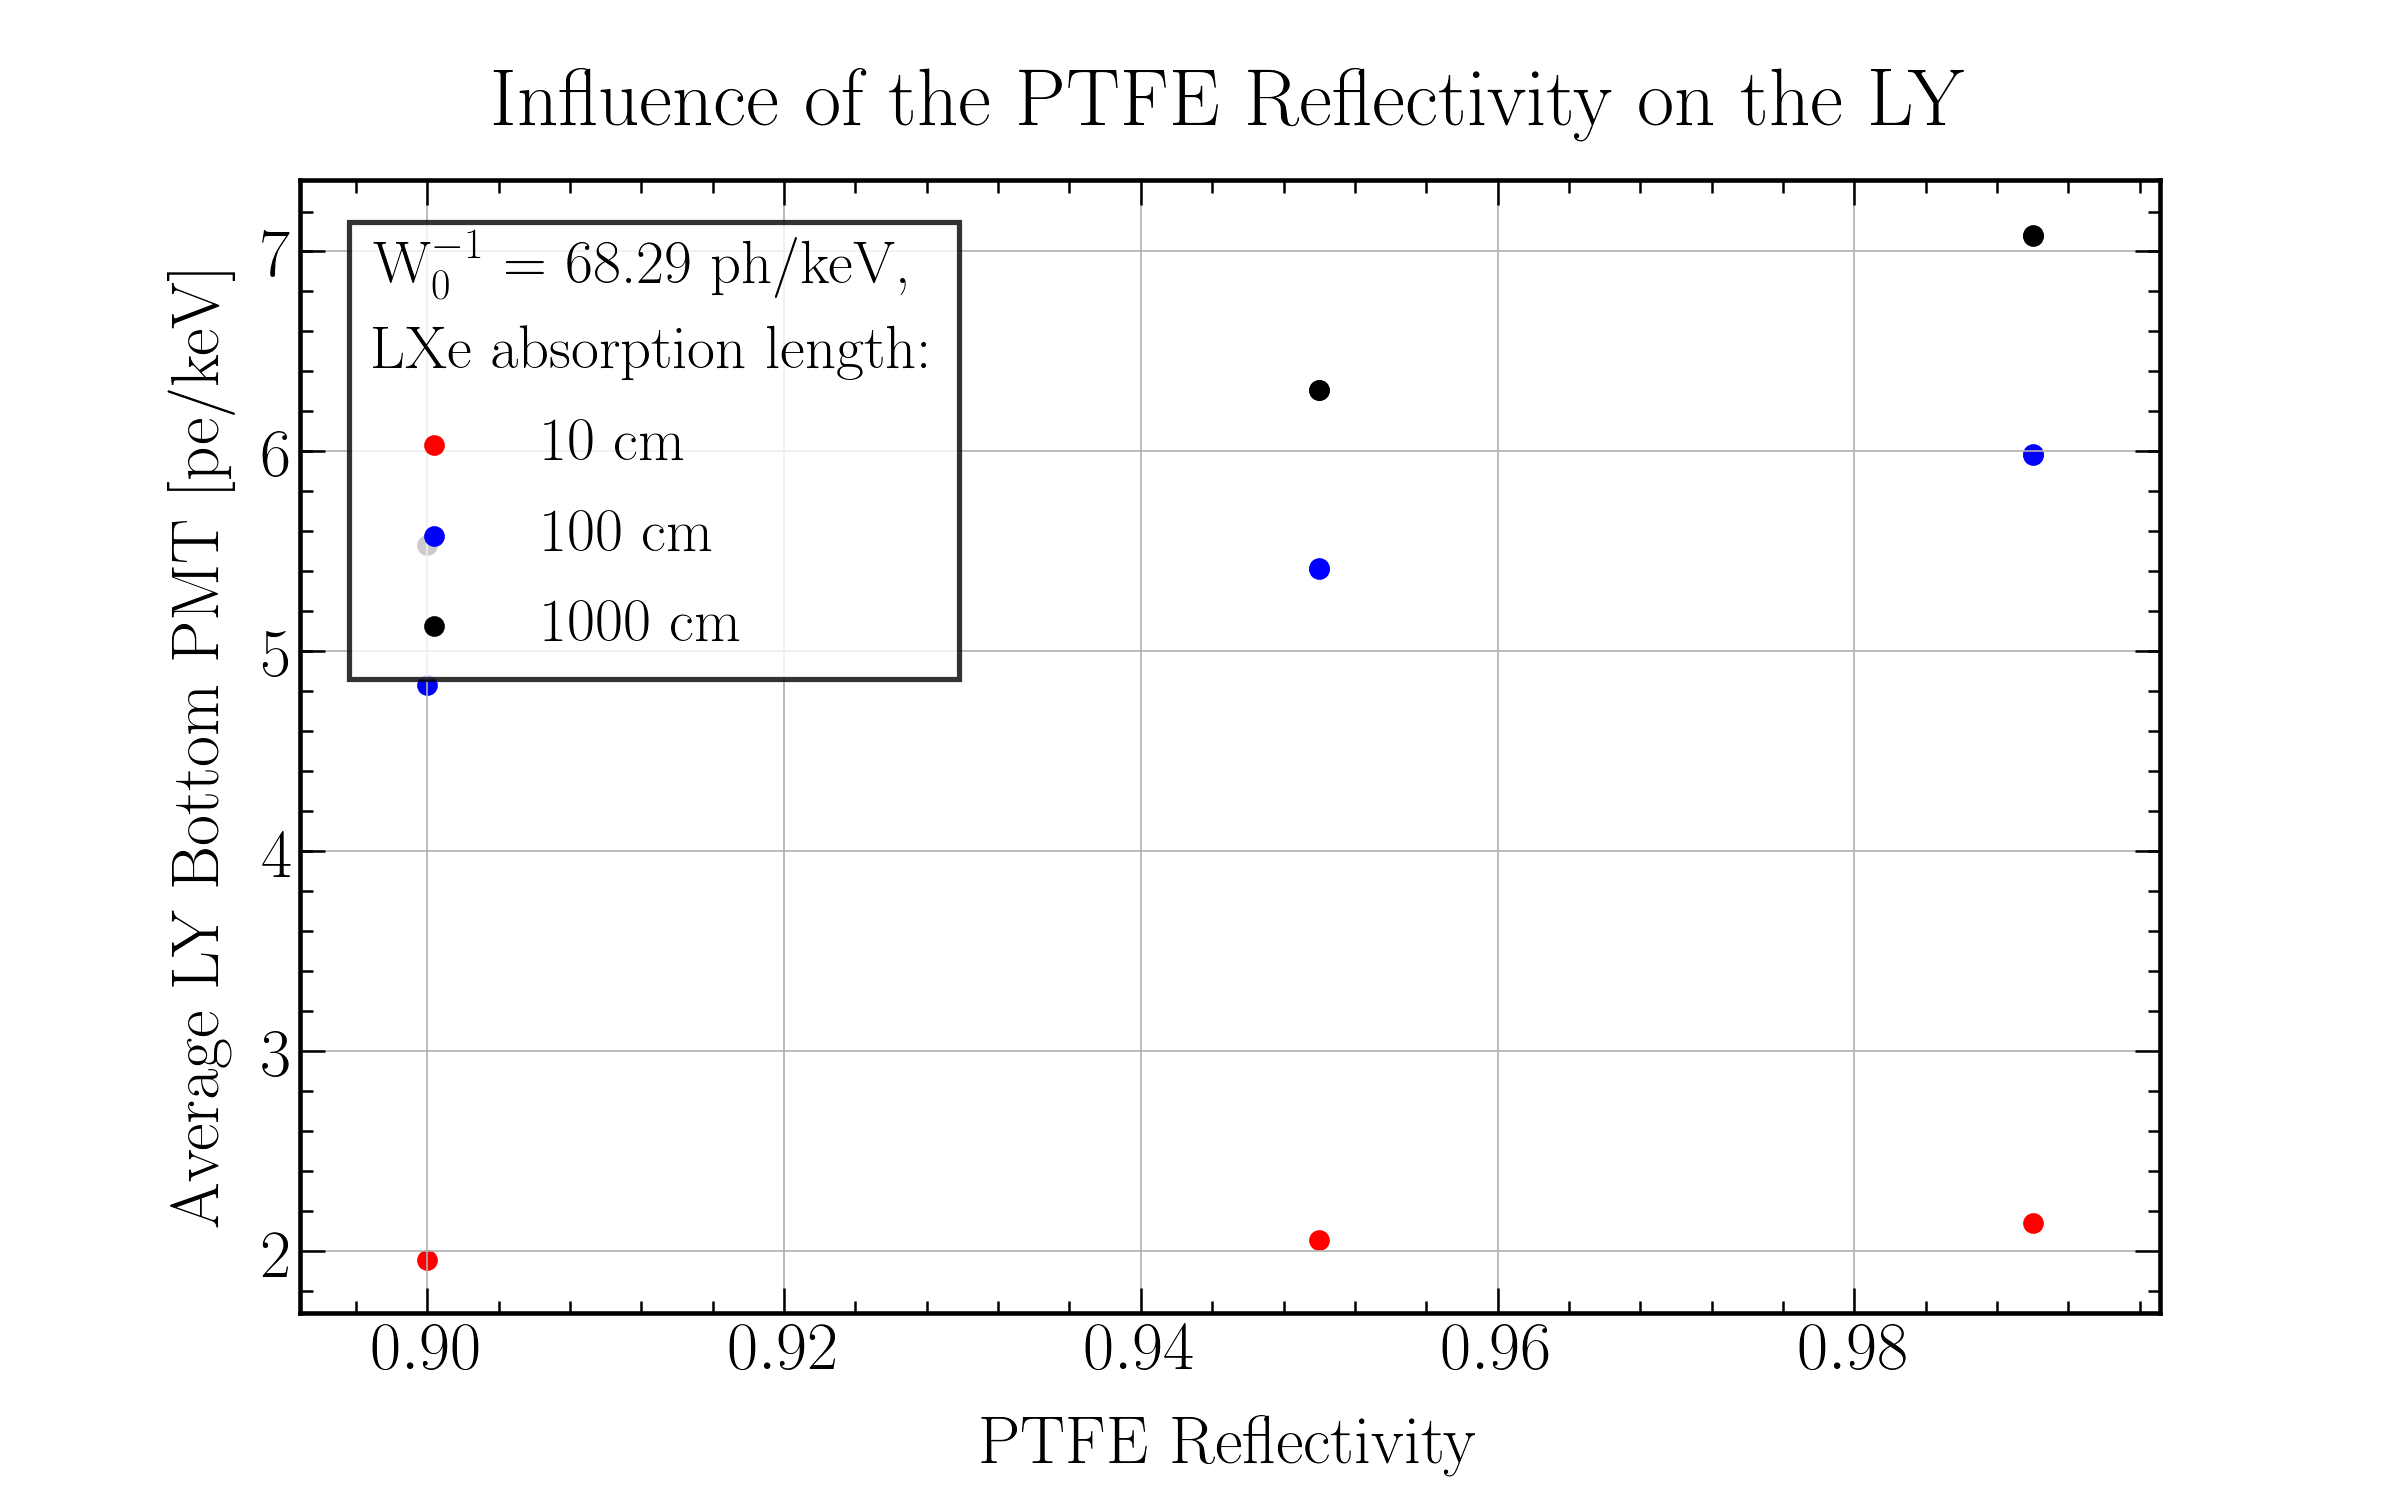 Influence of the PTFE Reflectivity on the LY
Average LY Bottom PMT [pe/keV]
7
6
5
4
3
2
W₀⁻¹ = 68.29 ph/keV,
LXe absorption length:
10 cm
100 cm
1000 cm
0.90 0.92 0.94 0.96 0.98
PTFE Reflectivity